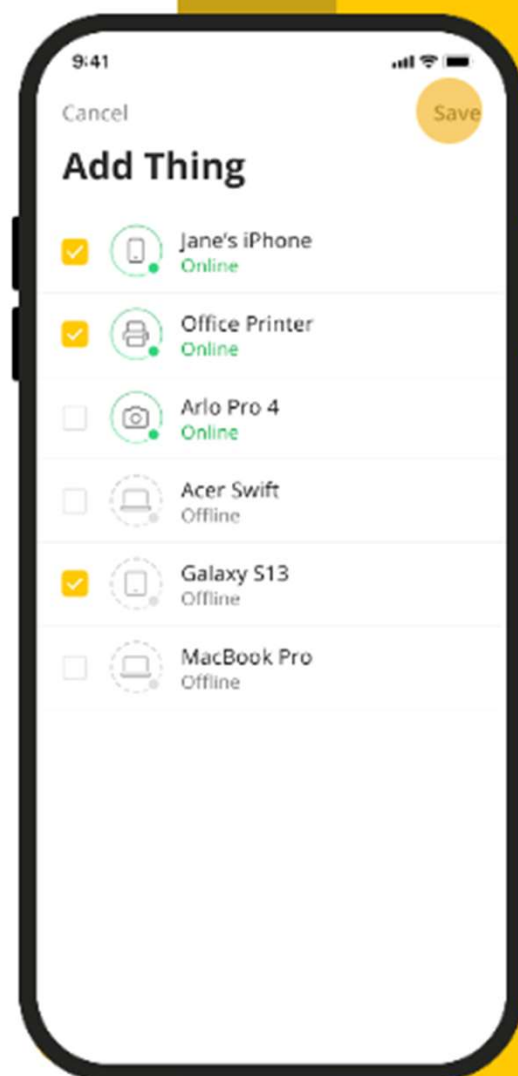 9:41
Cancel
Save
Add Thing
Jane's iPhone
Online
Office Printer
Online
Arlo Pro 4
Online
Acer Swift
Offline
Galaxy S13
Offline
MacBook Pro
Offline